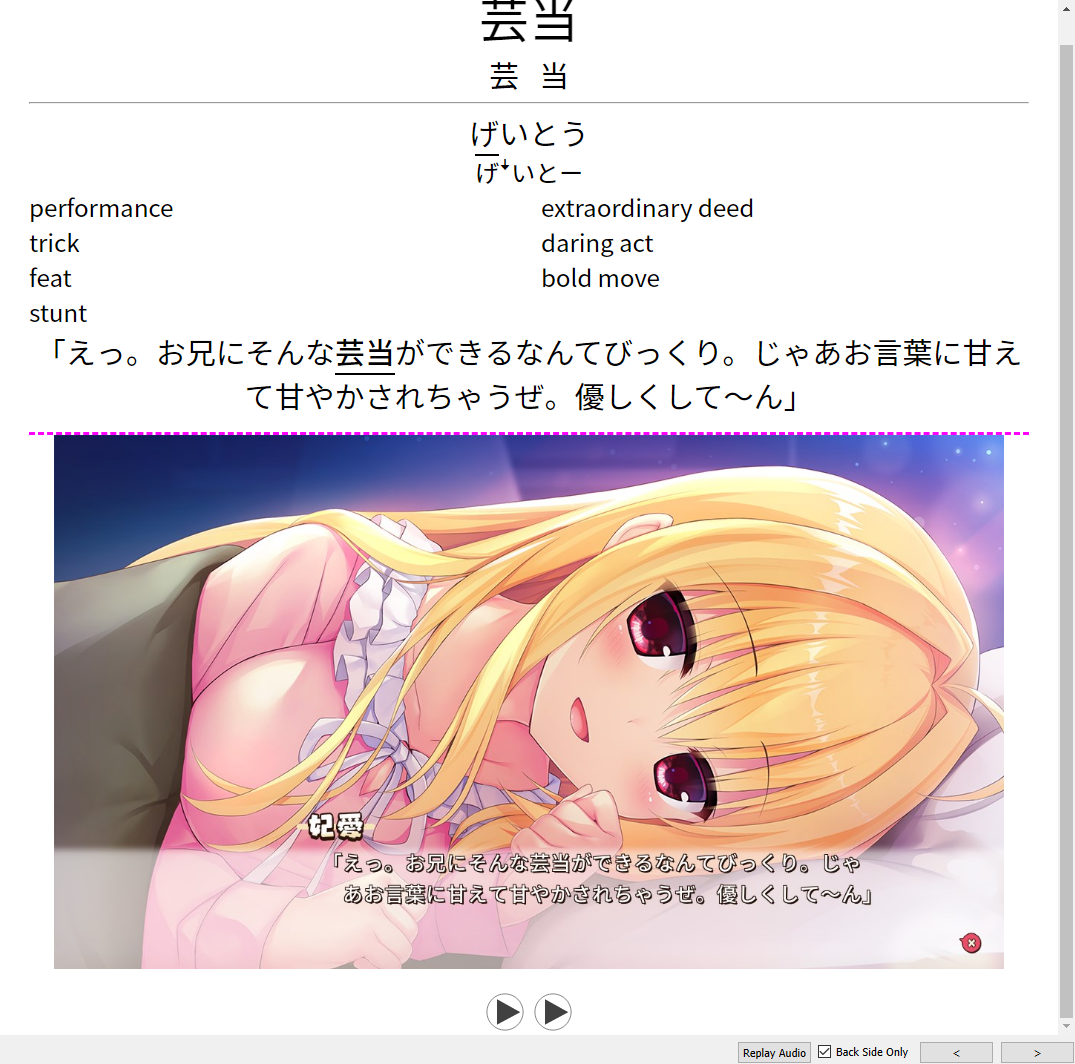 芸当
芸 当
げいとう
げ↓いとー
performance
trick
feat
stunt
extraordinary deed
daring act
bold move
「えっ。お兄にそんな芸当ができるなんてびっくり。じゃあお言葉に甘え
て甘やかされちゃうぜ。優しくして～ん」
妃愛
「えっ。お兄にそんな芸当ができるなんてびっくり。じゃ
あお言葉に甘えて甘やかされちゃうぜ。優しくして～ん」
Replay Audio
Back Side Only
<
>